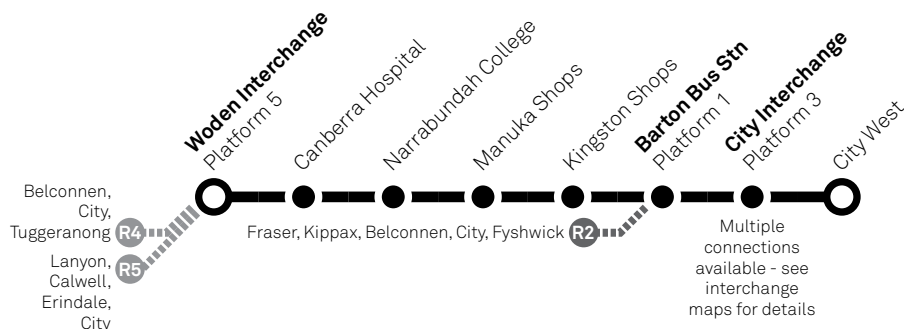 Woden Interchange
Platform 5
Canberra Hospital
Narrabundah College
Manuka Shops
Kingston Shops
Barton Bus Stn
Platform 1
City Interchange
Platform 3
City West
Belconnen,
City,
Tuggeranong R4
Lanyon,
Calwell,
Erindale,
City
R5
Fraser, Kippax, Belconnen, City, Fyshwick R2
Multiple
connections
available - see
interchange
maps for details